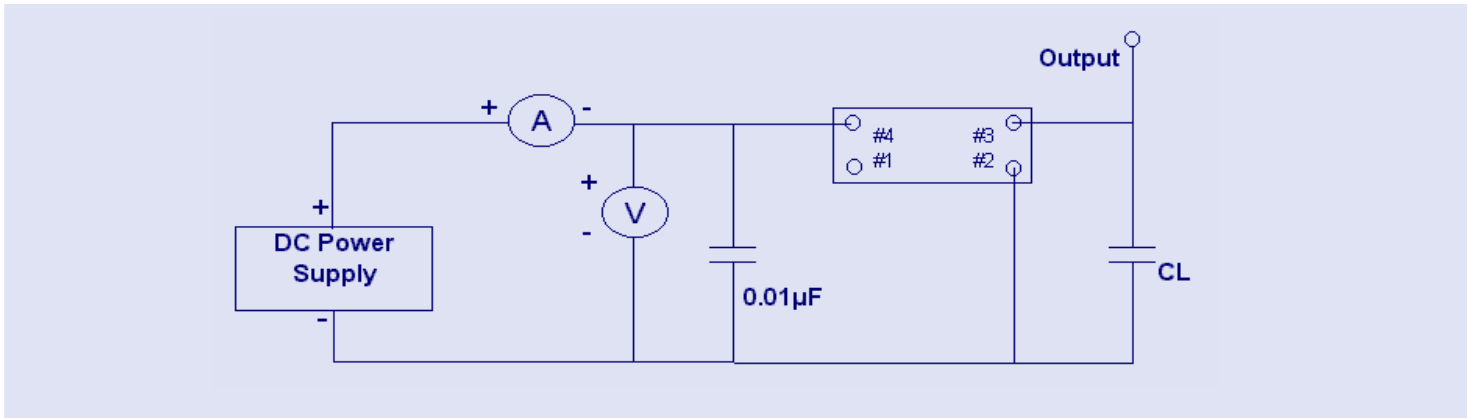 Output
+ A -
#4 #3
#1 #2
+
V
-
+
DC Power
Supply
-
0.01µF
CL